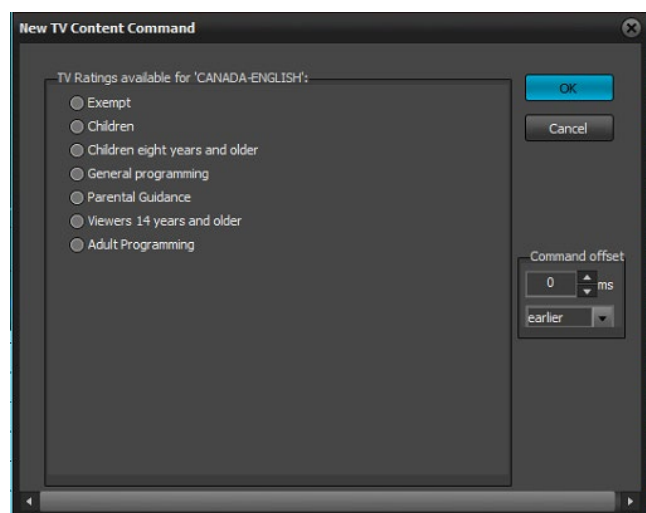 New TV Content Command
TV Ratings available for 'CANADA-ENGLISH':
Exempt
Children
Children eight years and older
General programming
Parental Guidance
Viewers 14 years and older
Adult Programming
OK
Cancel
Command offset
0 ms
earlier